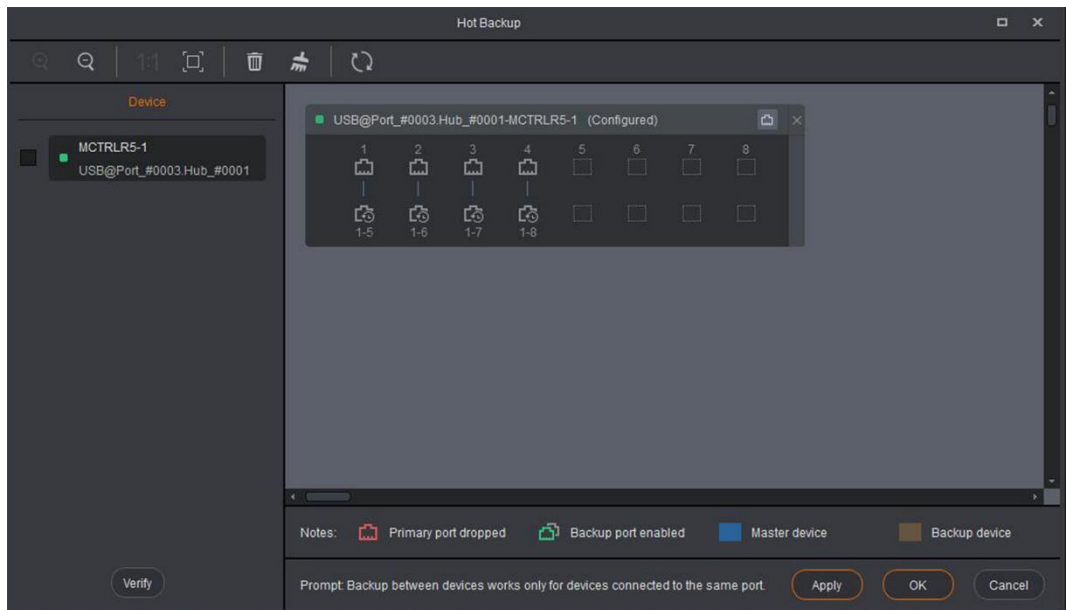 Hot Backup
1:1
Device
MCTRLR5-1
USB@Port_#0003.Hub_#0001
USB@Port_#0003.Hub_#0001-MCTRLR5-1 (Configured)
1 2 3 4 5 6 7 8
1-5 1-6 1-7 1-8
Notes: Primary port dropped Backup port enabled Master device Backup device
Verify
Prompt: Backup between devices works only for devices connected to the same port. Apply OK Cancel